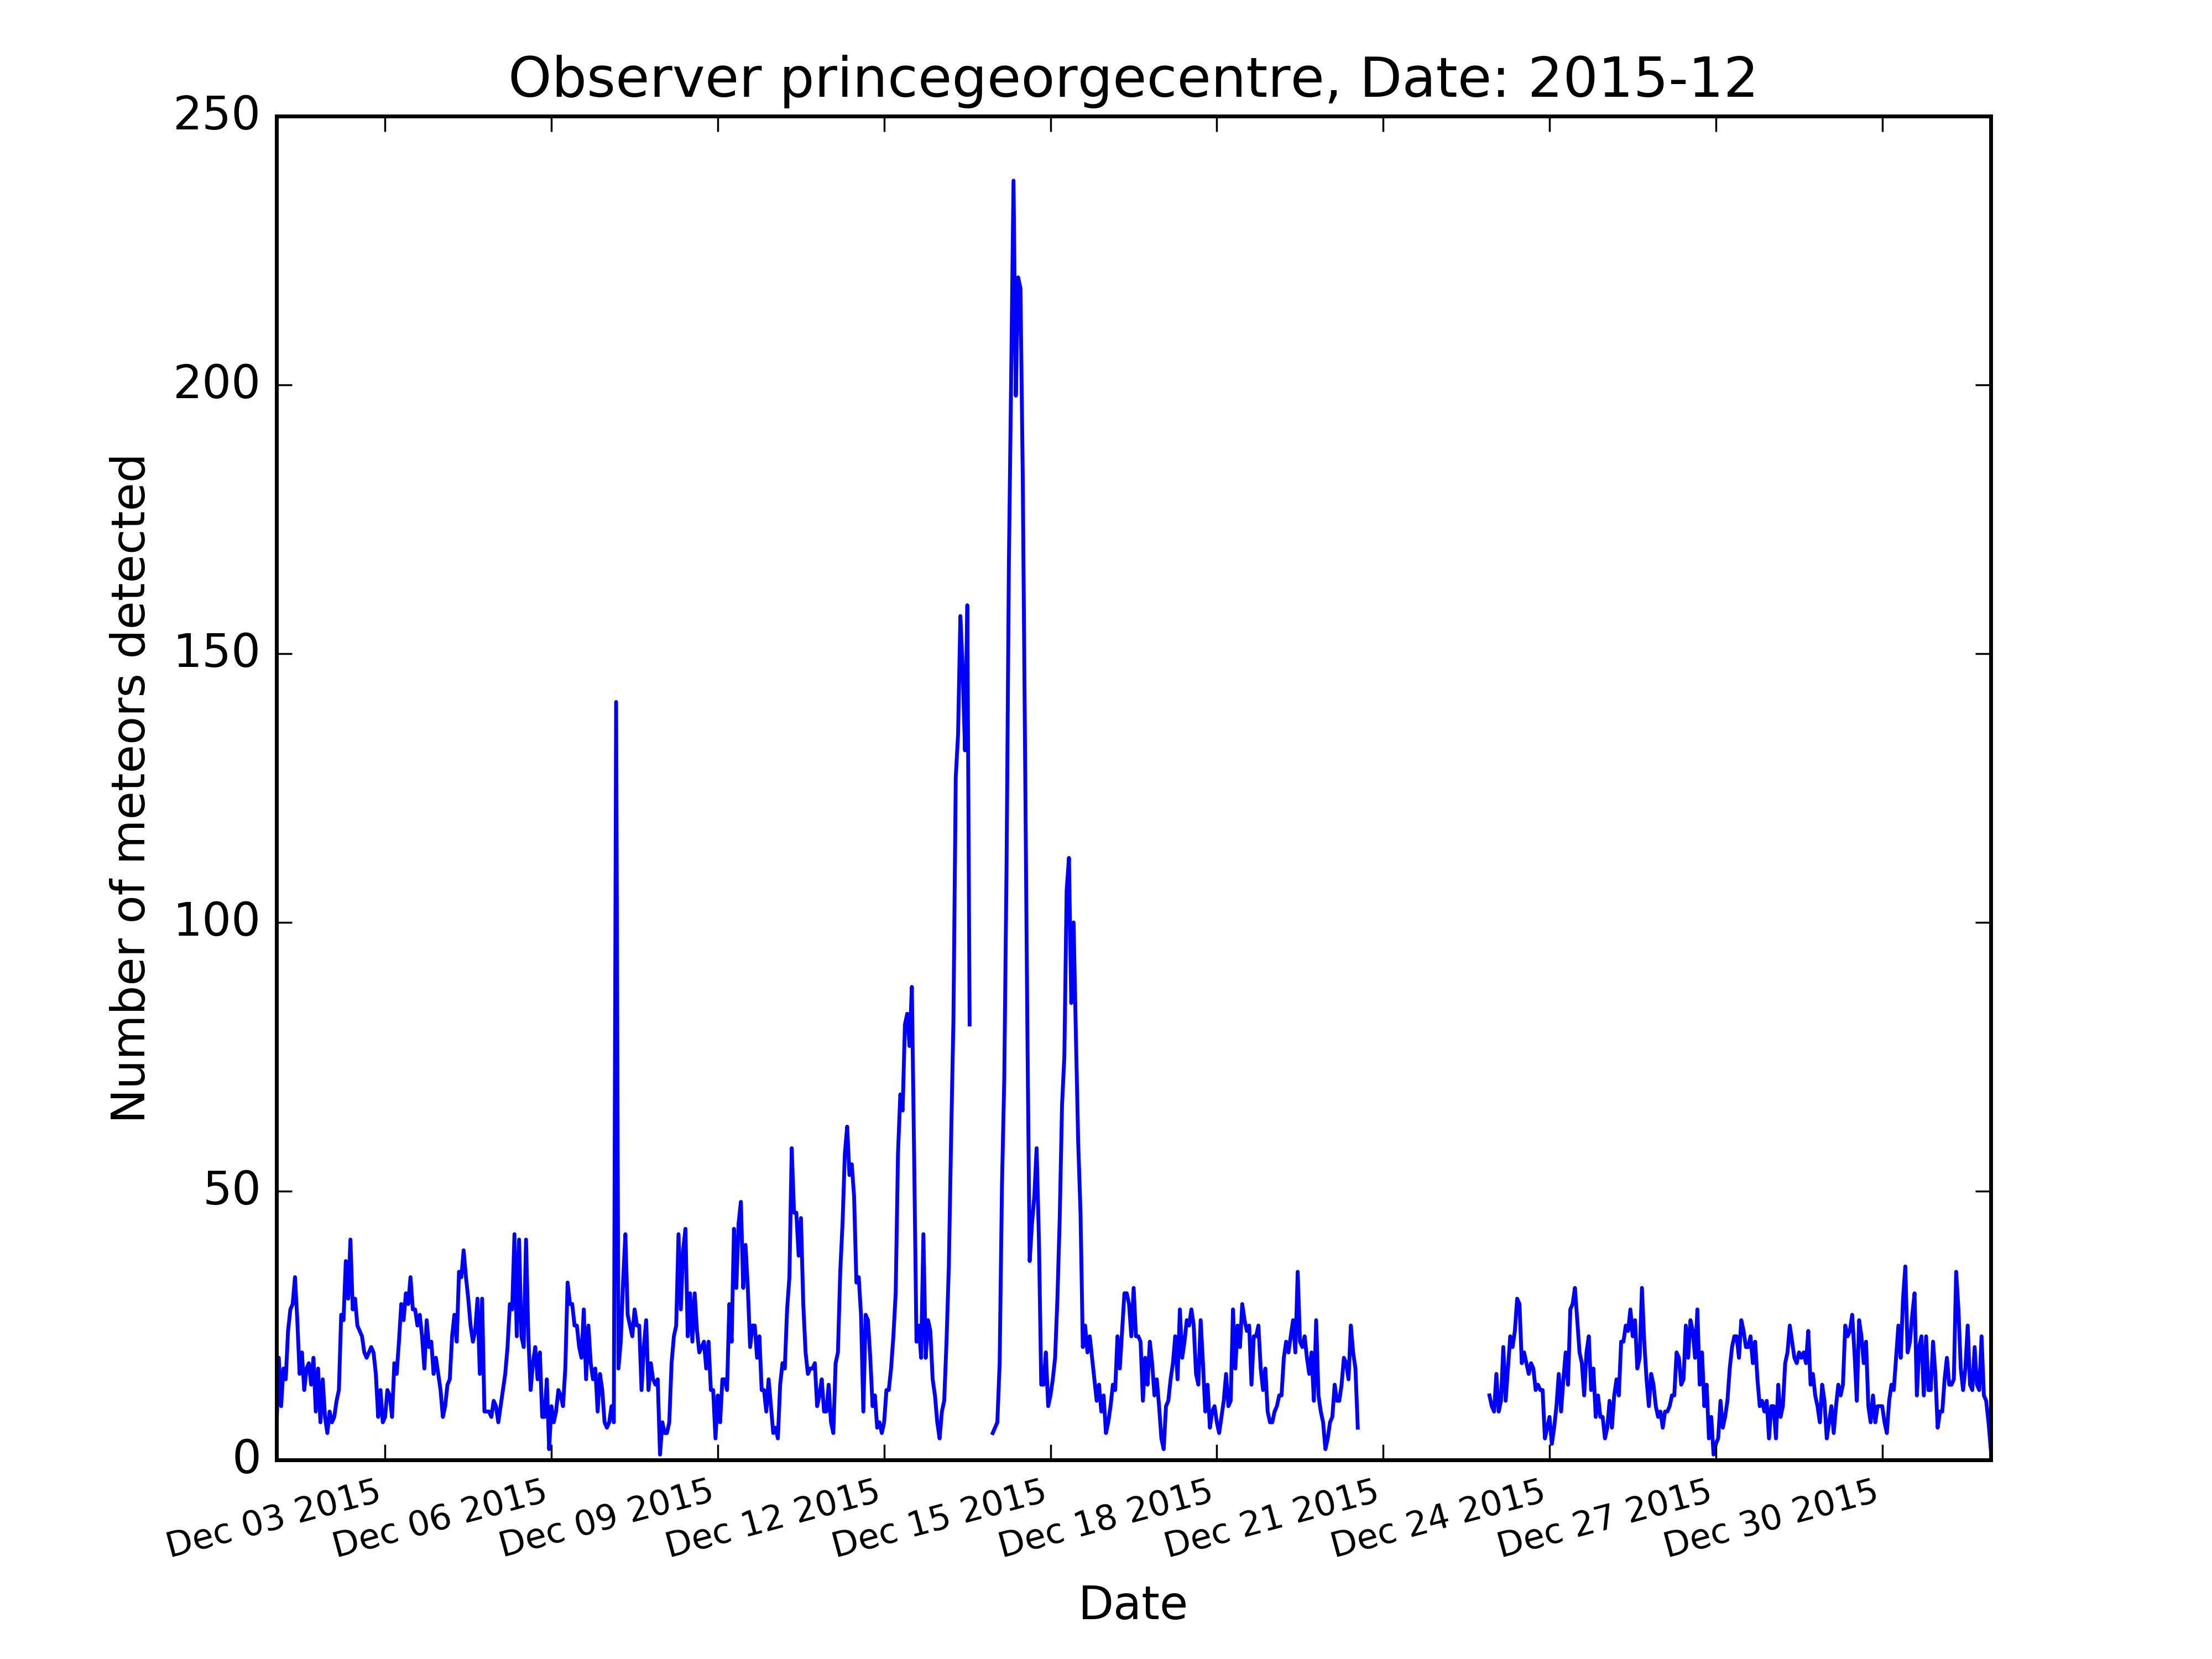 Observer princegeorgecentre, Date: 2015-12
Number of meteors detected
250
200
150
100
50
0
Dec 03 2015
Dec 06 2015
Dec 09 2015
Dec 12 2015
Dec 15 2015
Dec 18 2015
Dec 21 2015
Dec 24 2015
Dec 27 2015
Dec 30 2015
Date